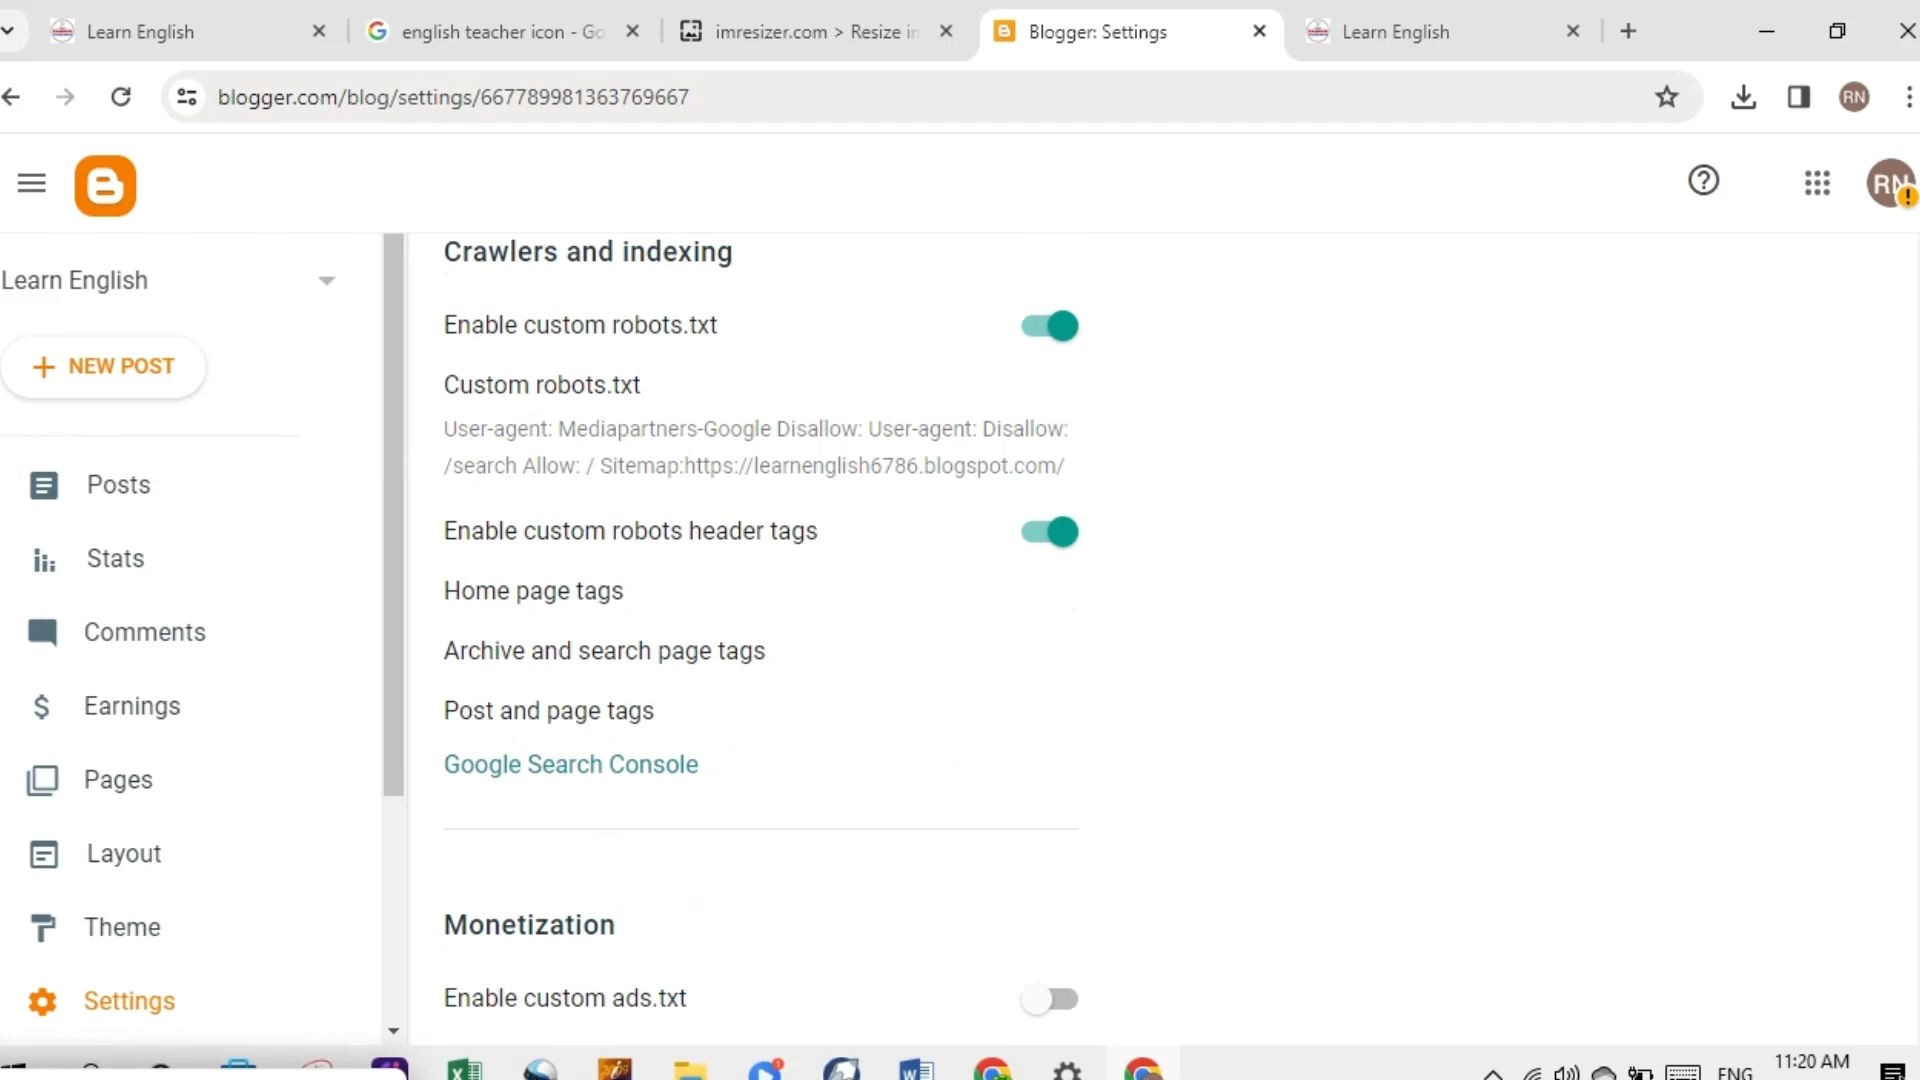 Learn English
english teacher icon - Go
imresizer.com > Resize in
Blogger: Settings
Learn English
blogger.com/blog/settings/667789981363769667
RN
RN
Learn English
NEW POST
Posts
Stats
Comments
Earnings
Pages
Layout
Theme
Settings
Crawlers and indexing
Enable custom robots.txt
Custom robots.txt
User-agent: Mediapartners-Google Disallow: User-agent: Disallow:
/search Allow: / Sitemap:https://learnenglish6786.blogspot.com/
Enable custom robots header tags
Home page tags
Archive and search page tags
Post and page tags
Google Search Console
Monetization
Enable custom ads.txt
ENG
11:20 AM